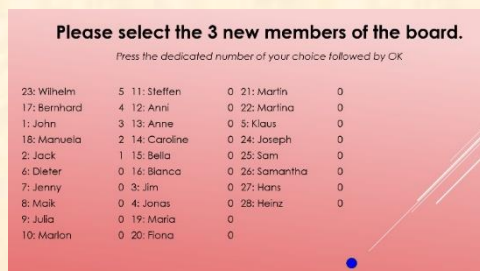 Please select the 3 new members of the board.
Press the dedicated number of your choice followed by OK
23: Wilhelm 5 11: Steffen 0 21: Martin 0
17: Bernhard 4 12: Anni 0 22: Martina 0
1: John 3 13: Anne 0 5: Klaus 0
18: Manuela 2 14: Caroline 0 24: Joseph 0
2: Jack 1 15: Bella 0 25: Sam 0
6: Dieter 0 16: Blanca 0 26: Samantha 0
7: Jenny 0 3: Jim 0 27: Hans 0
8: Maik 0 4: Jonas 0 28: Heinz 0
9: Julia 0 19: Maria 0
10: Marlon 0 20: Fiona 0